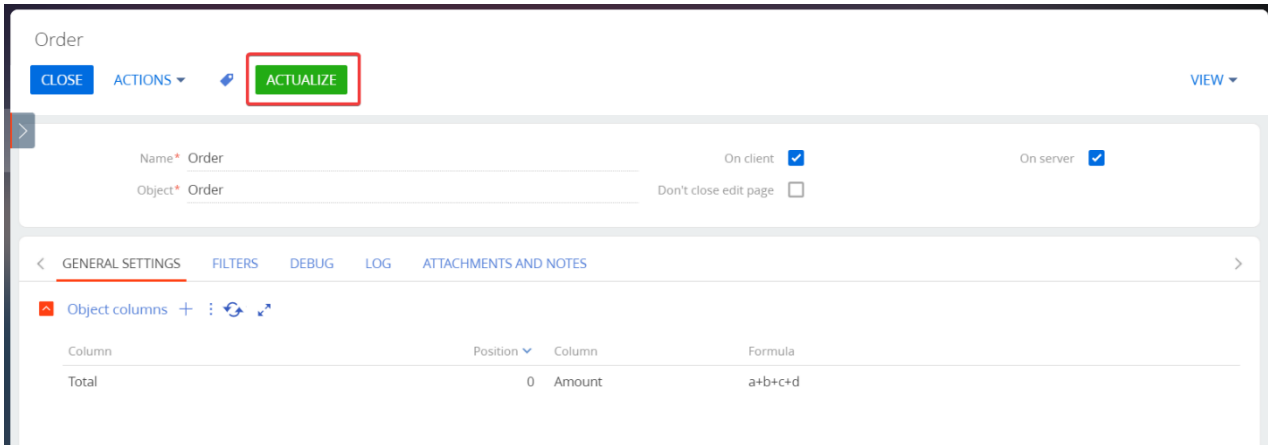 Order
CLOSE ACTIONS ACTUALIZE VIEW
Name* Order On client On server
Object* Order Don't close edit page
GENERAL SETTINGS FILTERS DEBUG LOG ATTACHMENTS AND NOTES
Object columns
Column Position Column Formula
Total 0 Amount a+b+c+d